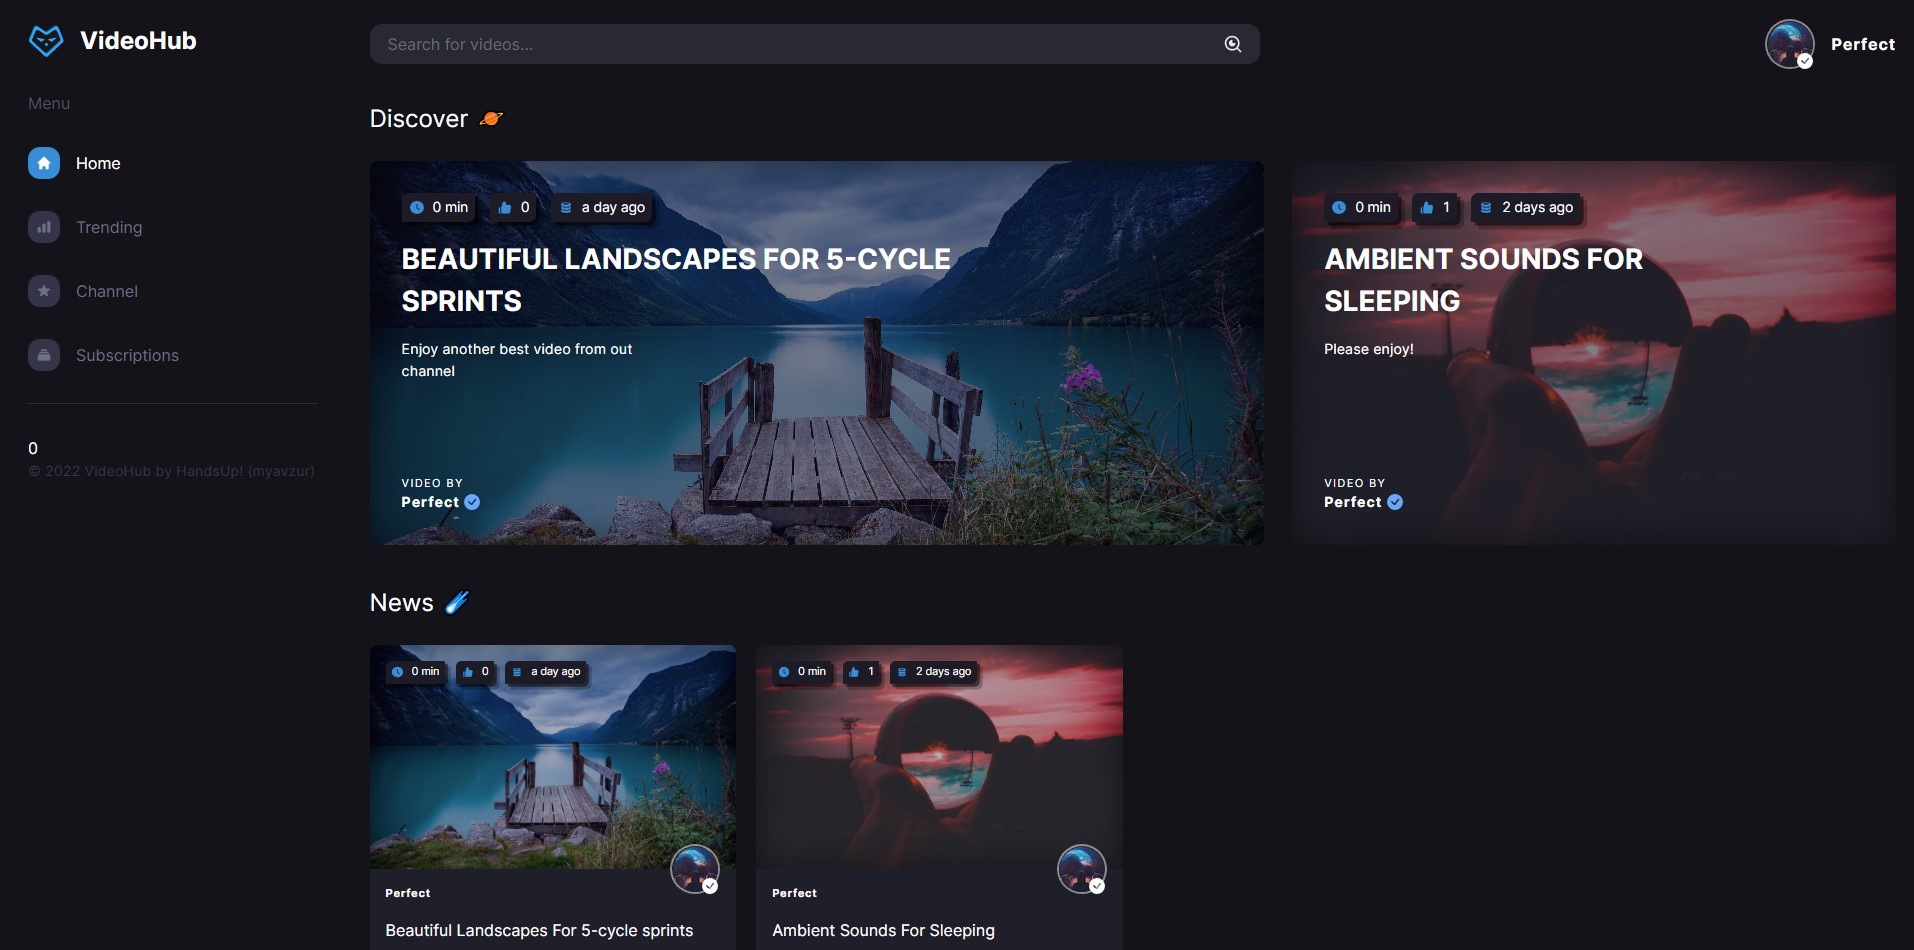 VideoHub
Search for videos...
Perfect
Menu
Home
Trending
Channel
Subscriptions
0
© 2022 VideoHub by HandsUp! (myavzur)
Discover
0 min 0 a day ago
BEAUTIFUL LANDSCAPES FOR 5-CYCLE
SPRINTS
Enjoy another best video from out
channel
VIDEO BY
Perfect
0 min 1 2 days ago
AMBIENT SOUNDS FOR
SLEEPING
Please enjoy!
VIDEO BY
Perfect
News
0 min 0 a day ago
Perfect
Beautiful Landscapes For 5-cycle sprints
0 min 1 2 days ago
Perfect
Ambient Sounds For Sleeping